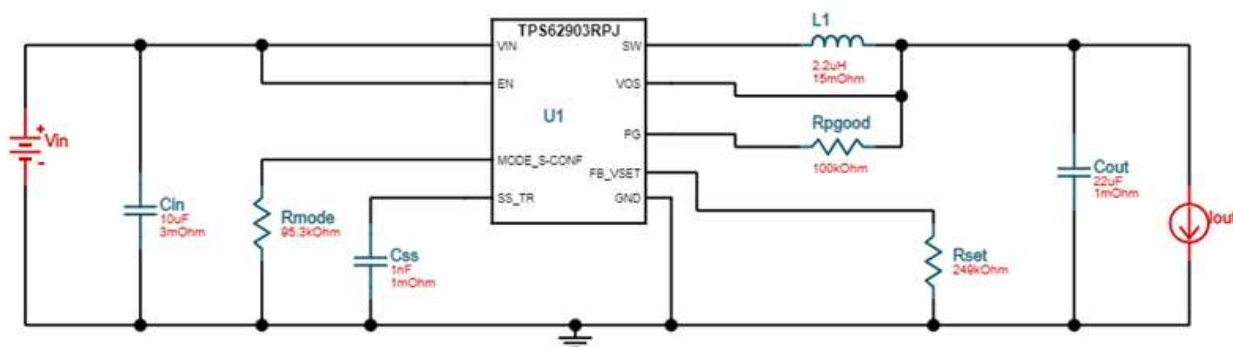 TPS62903RPJ
VIN
SW
L1
2.2uH
15mOhm
EN
VOS
U1
Vin
+
-
PG
Rpgood
100kOhm
MODE_S-CONF
FB_VSET
SS_TR
GND
Cin
10uF
3mOhm
Rmode
95.3kOhm
Css
1nF
1mOhm
Cout
22uF
1mOhm
Iout
Rset
249kOhm